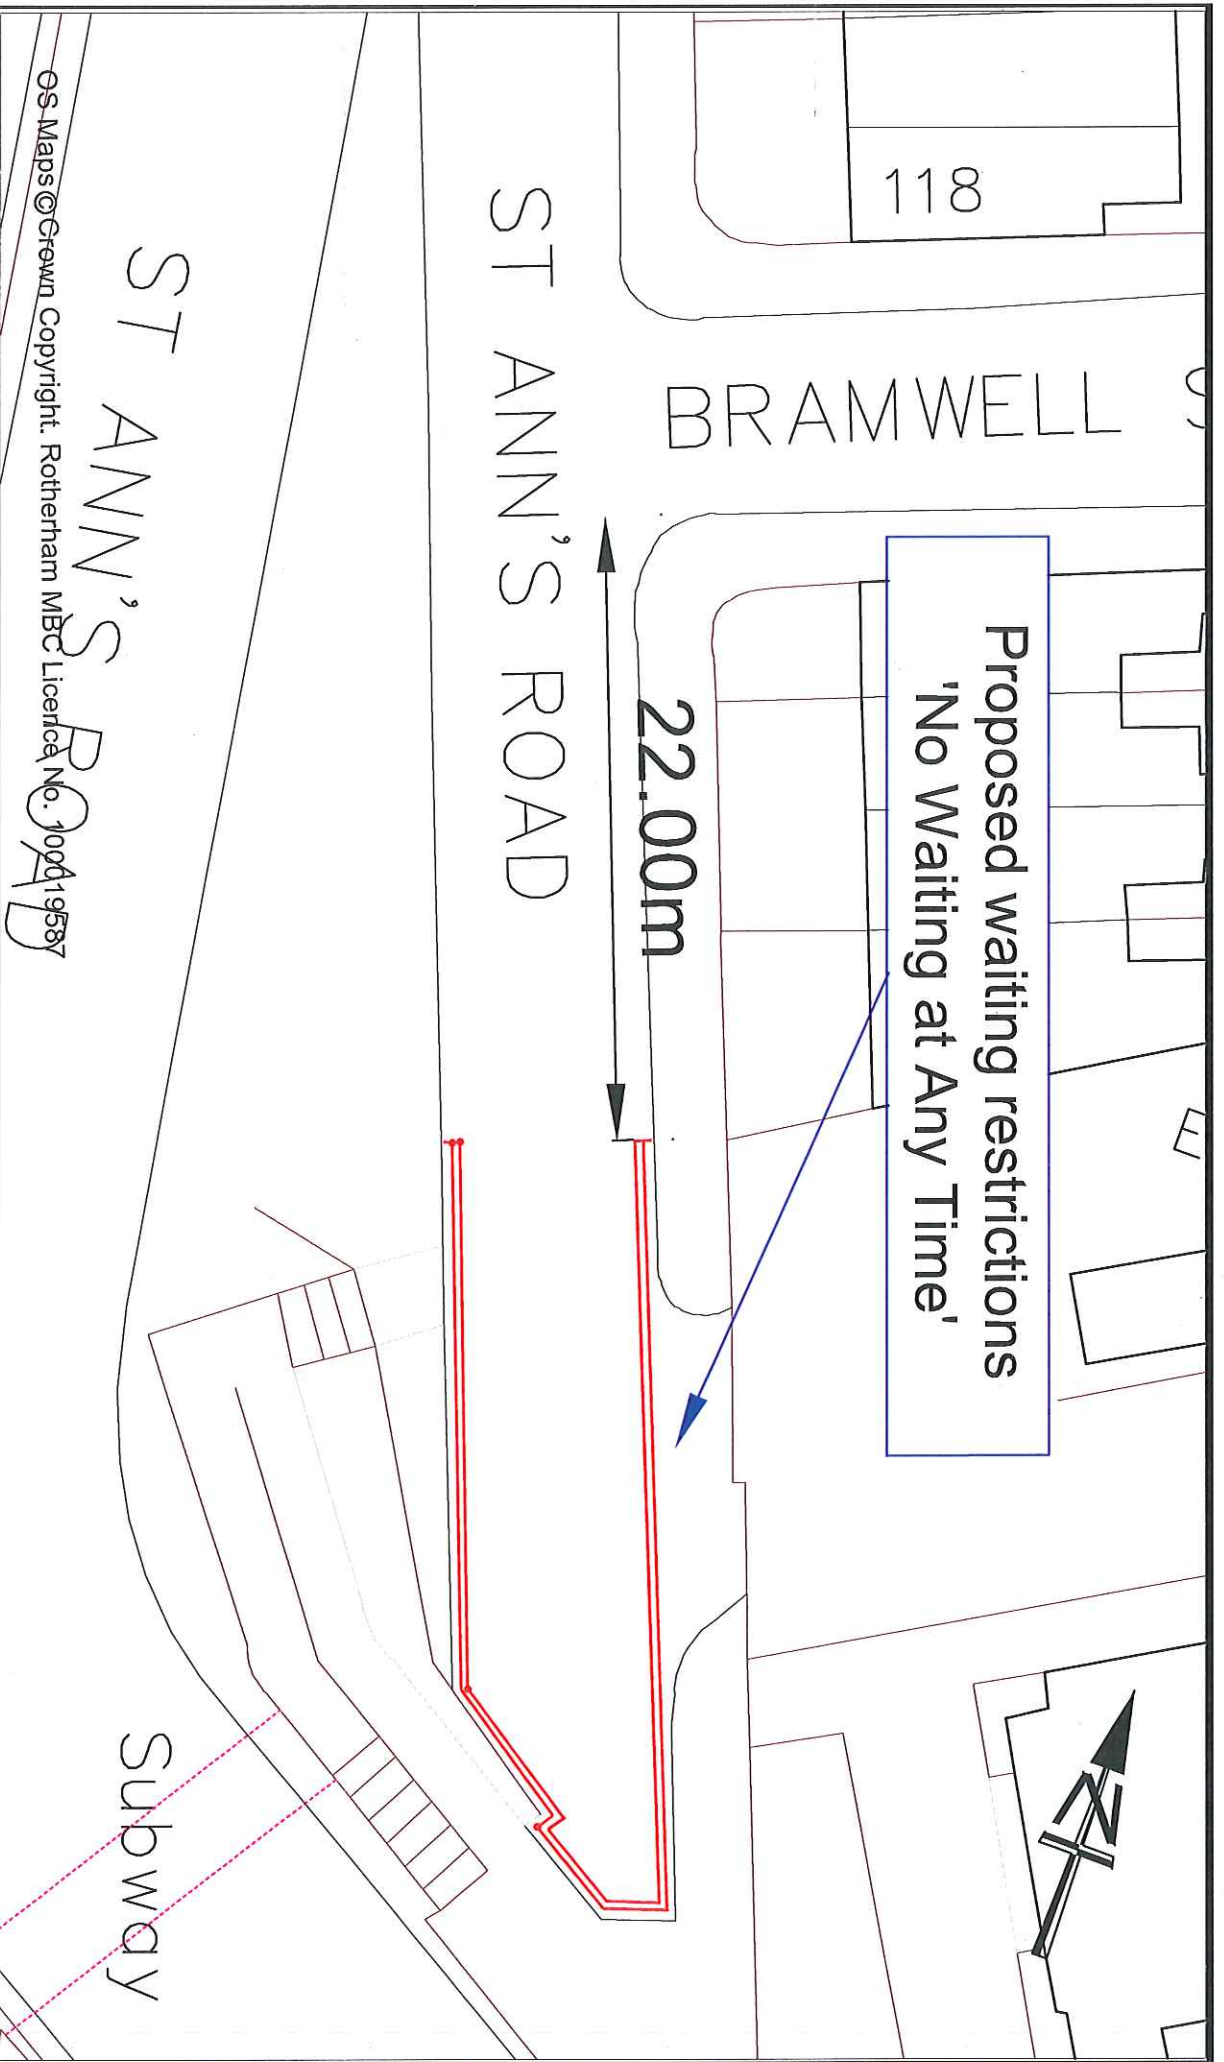 118
BRAMWELL S
Proposed waiting restrictions
'No Waiting at Any Time'
22.00m
ST ANN'S ROAD
ST ANN'S ROAD
OS Maps©Crown Copyright. Rotherham MBC Licence No. 100019587
Subway
N